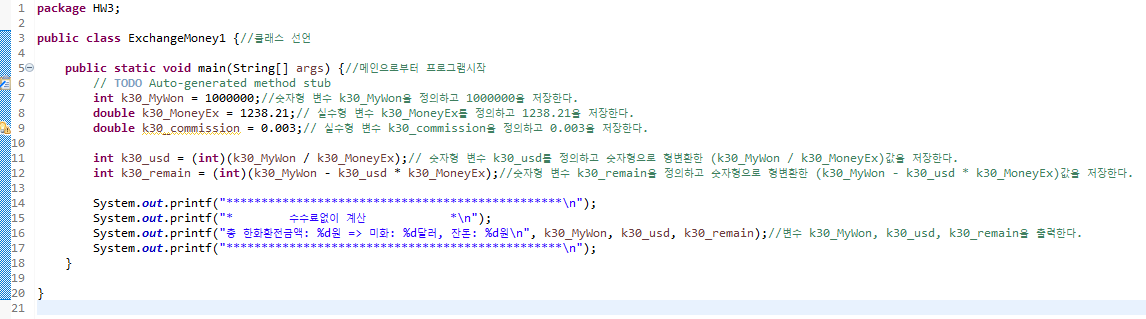 1 package HW3;
2
3 public class ExchangeMoney1 {//클래스 선언
4
5 public static void main(String[] args) {//메인으로부터 프로그램시작
6 // TODO Auto-generated method stub
7 int k30_MyWon = 1000000;//숫자형 변수 k30_MyWon을 정의하고 1000000을 저장한다.
8 double k30_MoneyEx = 1238.21;// 실수형 변수 k30_MoneyEx를 정의하고 1238.21을 저장한다.
9 double k30_commission = 0.003;// 실수형 변수 k30_commission을 정의하고 0.003을 저장한다.
10
11 int k30_usd = (int)(k30_MyWon / k30_MoneyEx);// 숫자형 변수 k30_usd를 정의하고 숫자형으로 형변환한 (k30_MyWon / k30_MoneyEx)값을 저장한다.
12 int k30_remain = (int)(k30_MyWon - k30_usd * k30_MoneyEx);//숫자형 변수 k30_remain을 정의하고 숫자형으로 형변환한 (k30_MyWon - k30_usd * k30_MoneyEx)값을 저장한다.
13
14 System.out.printf("************************************************\n");
15 System.out.printf("*        수수료없이 계산            *\n");
16 System.out.printf("총 한화환전금액: %d원 => 미화: %d달러, 잔돈: %d원\n", k30_MyWon, k30_usd, k30_remain);//변수 k30_MyWon, k30_usd, k30_remain을 출력한다.
17 System.out.printf("************************************************\n");
18 }
19
20 }
21